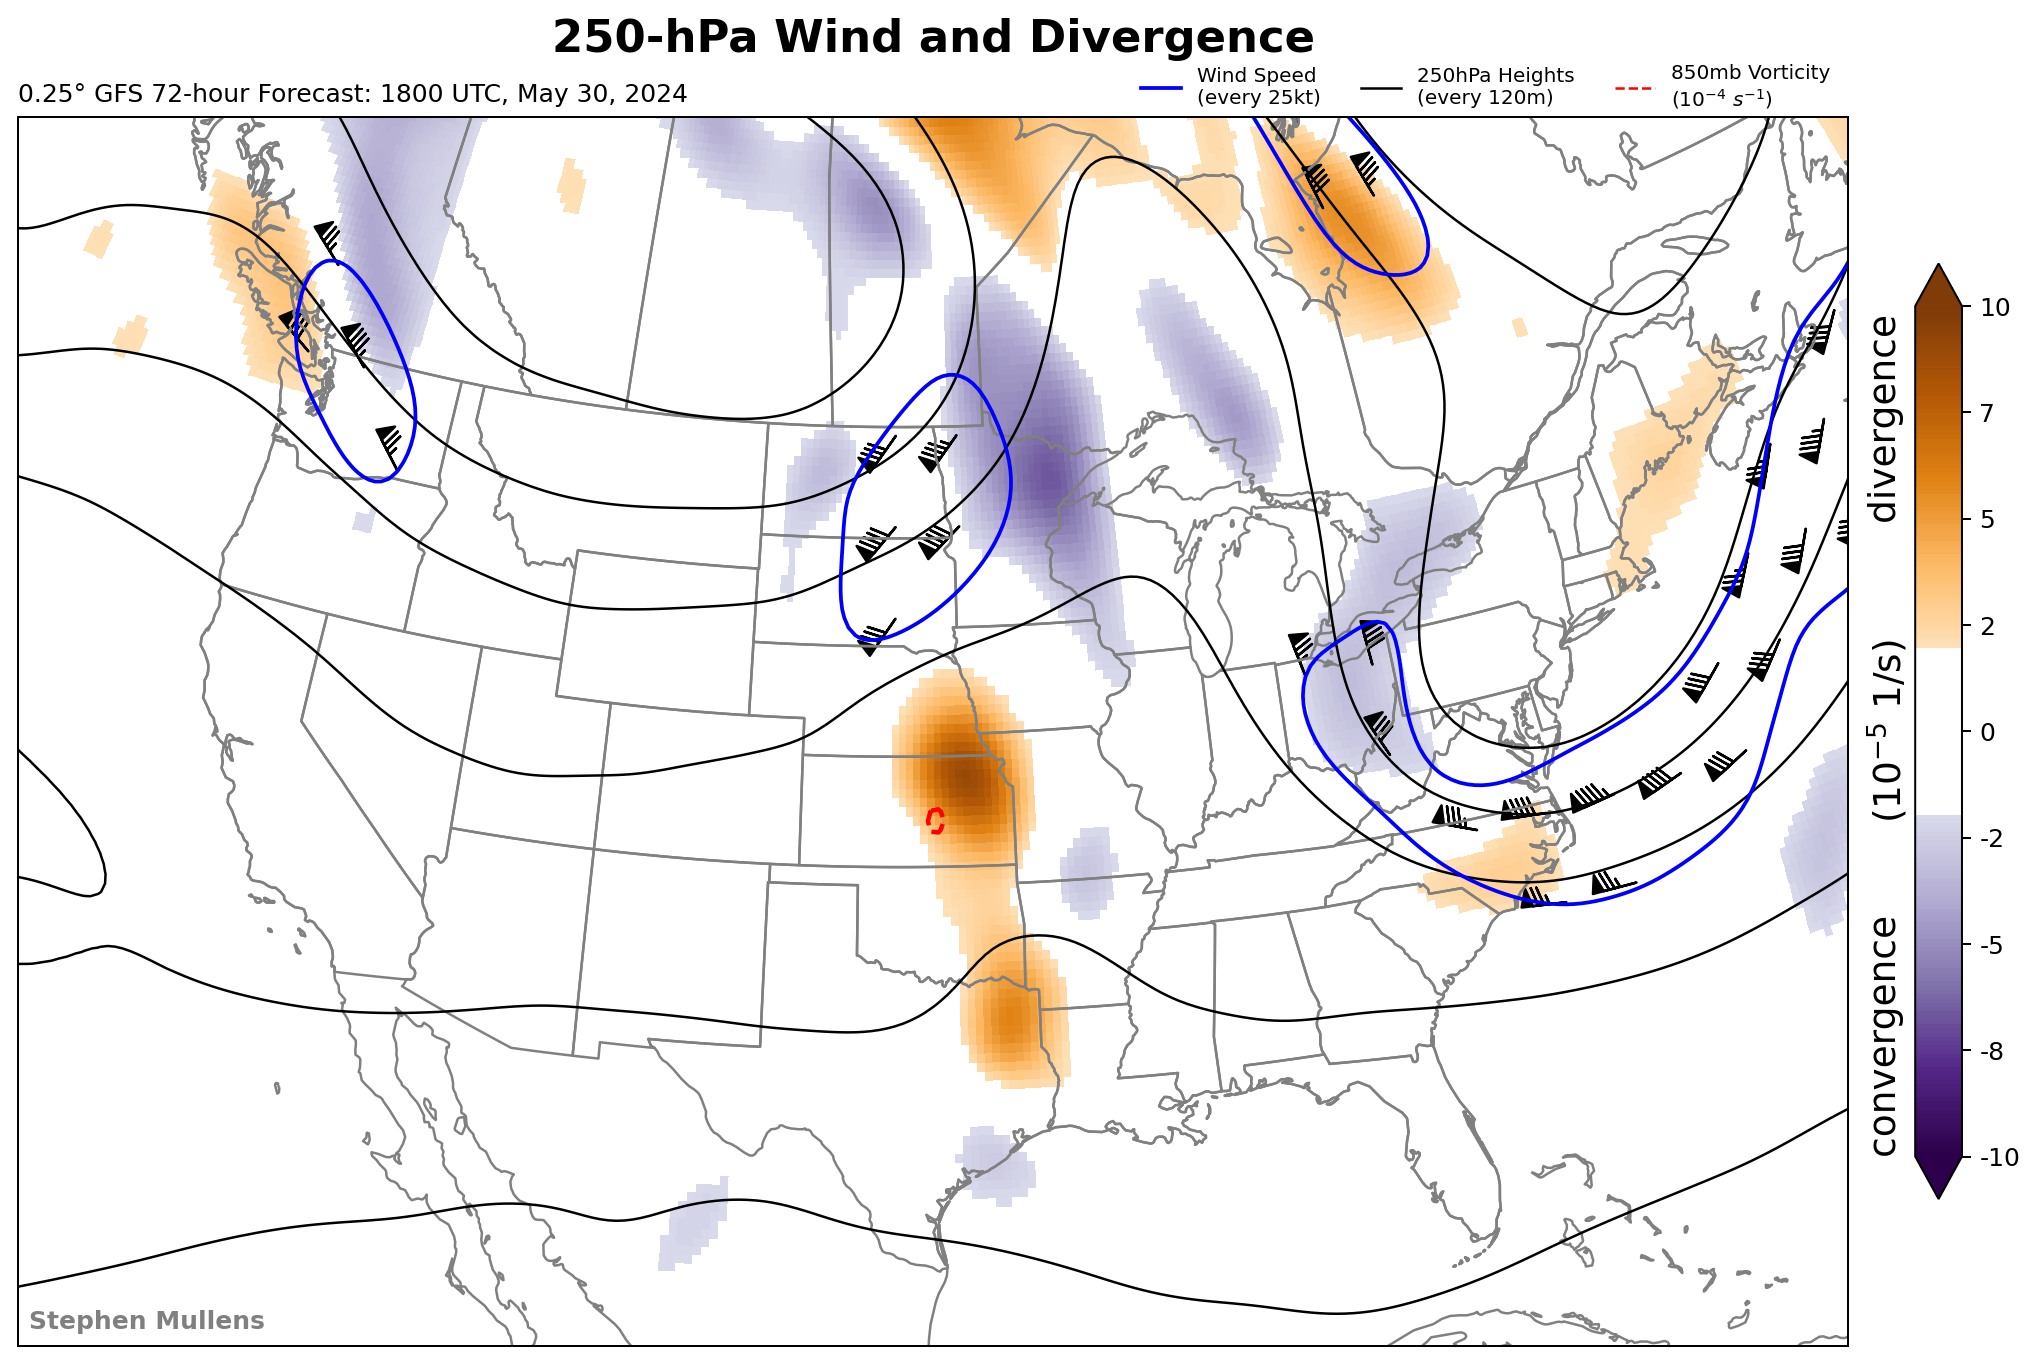 250-hPa Wind and Divergence
0.25° GFS 72-hour Forecast: 1800 UTC, May 30, 2024
Wind Speed
(every 25kt)
250hPa Heights
(every 120m)
850mb Vorticity
(10⁻⁴ s⁻¹)
10
7
5
2
0
-2
-5
-8
-10
convergence (10⁻⁵ 1/s) divergence
Stephen Mullens